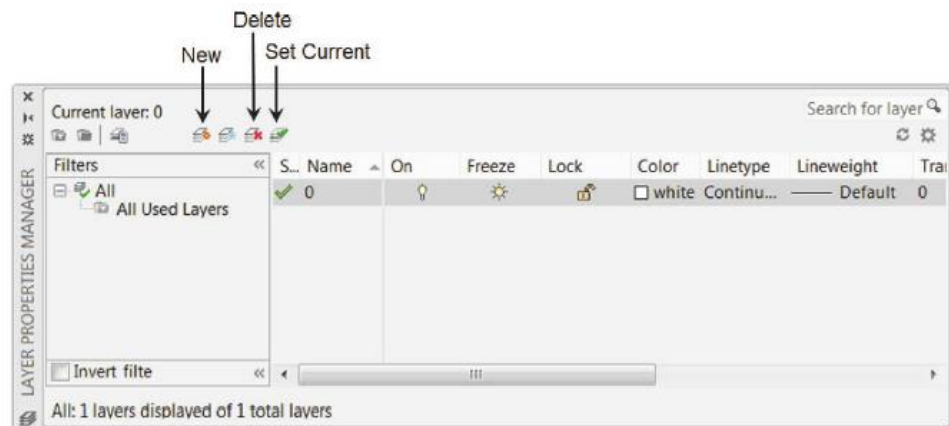 Delete
New Set Current
Current layer: 0
Search for layer
Filters
S.. Name On Freeze Lock Color Linetype Lineweight Trai
All
0 white Continu... Default 0
All Used Layers
LAYER PROPERTIES MANAGER
Invert filte
All: 1 layers displayed of 1 total layers